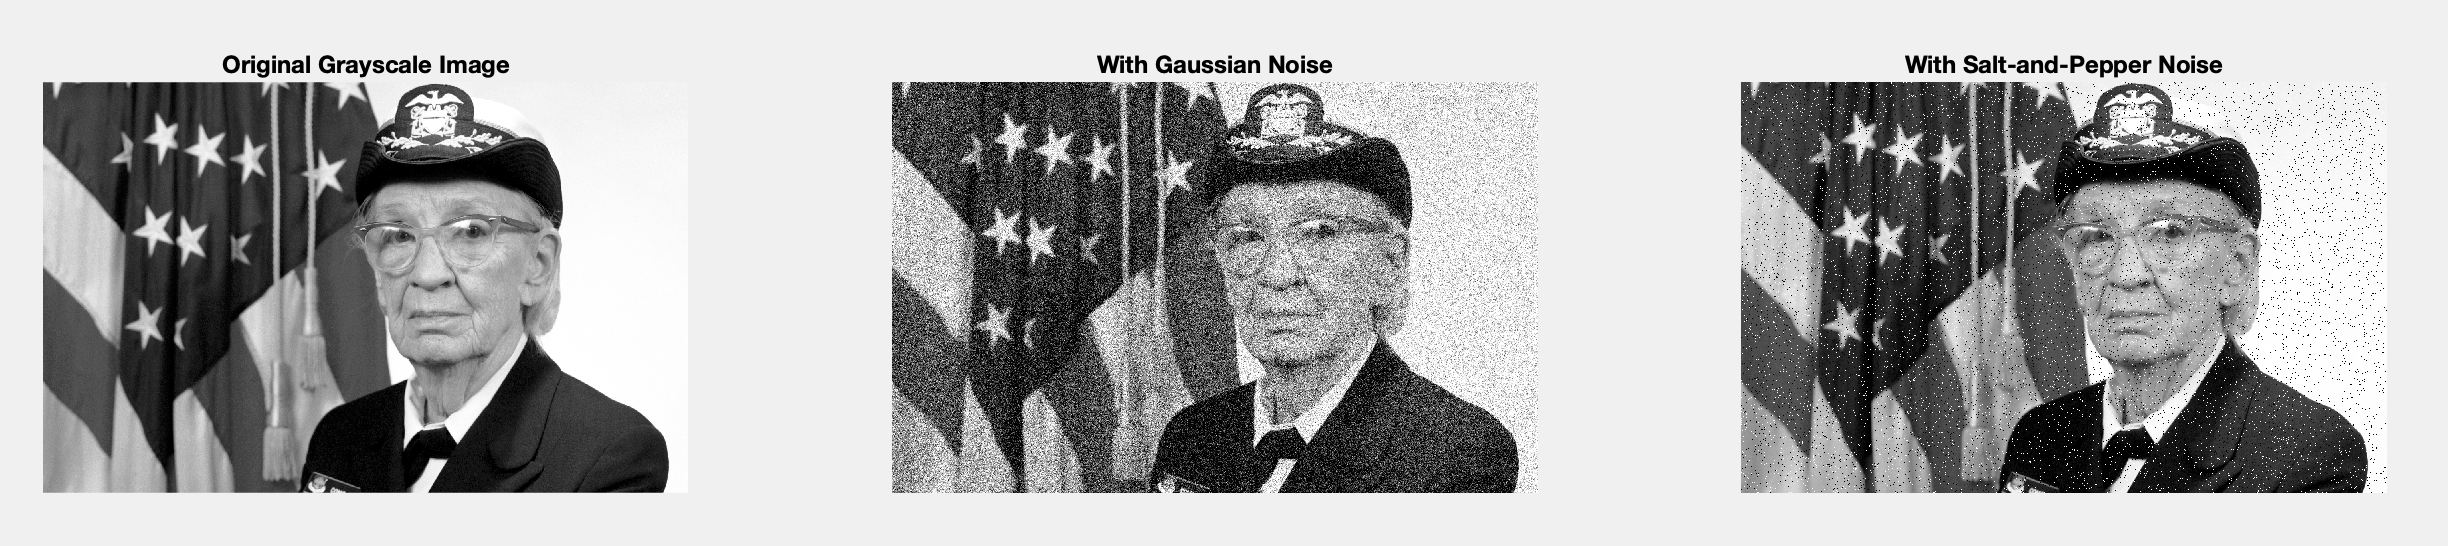 Original Grayscale Image
With Gaussian Noise
With Salt-and-Pepper Noise